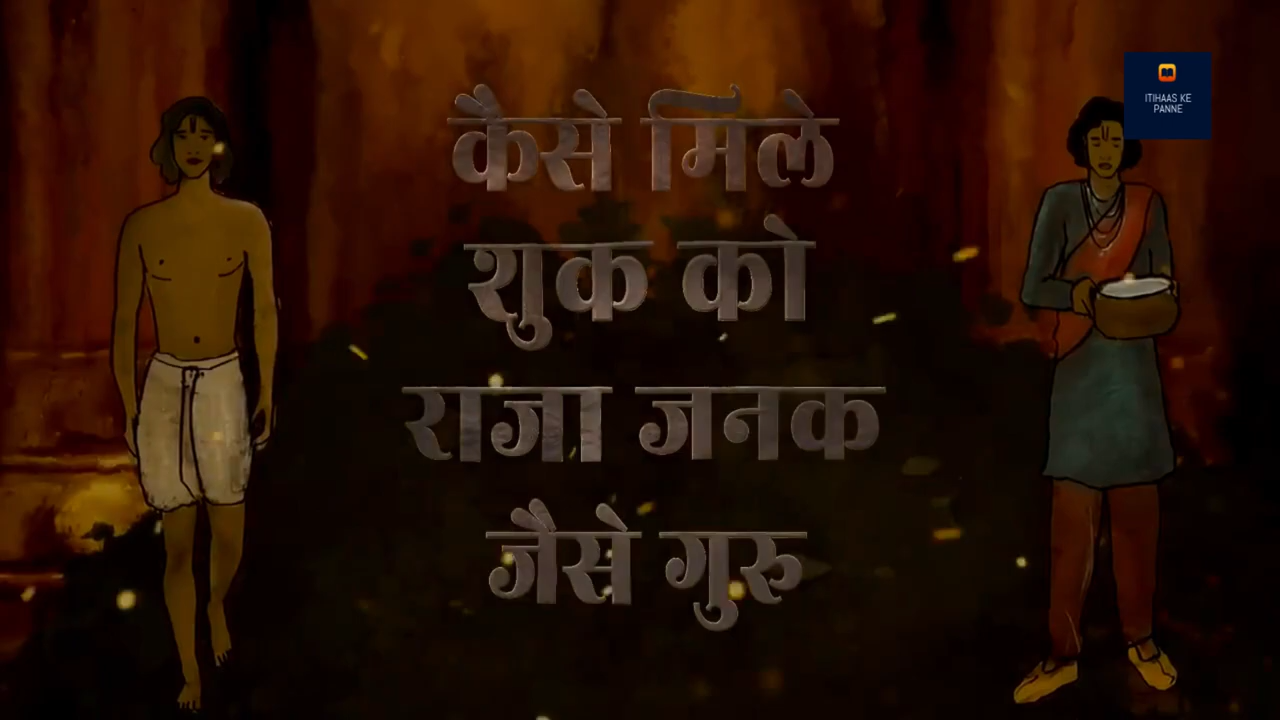 कैसे मिले
शुक को
राजा जनक
जैसे गुरु
ITIHAAS KE
PANNE